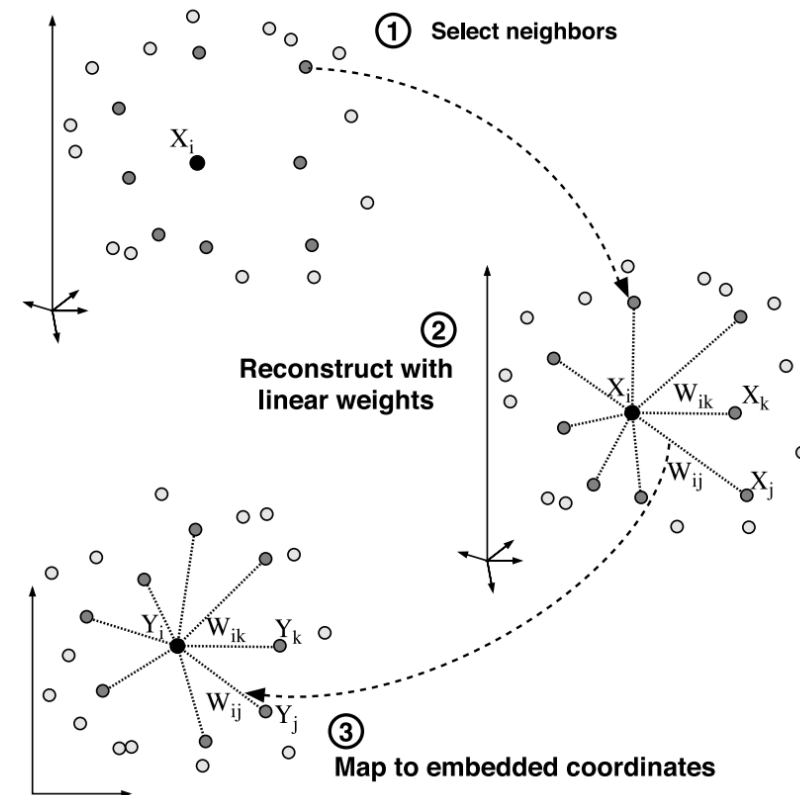 1 Select neighbors
X_i
2
Reconstruct with
linear weights
X_i
W_ik
X_k
W_ij
X_j
Y_i
W_ik
Y_k
W_ij
Y_j
3
Map to embedded coordinates